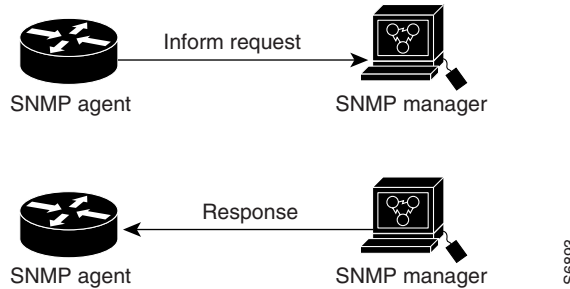 Inform request
SNMP agent
SNMP manager
Response
SNMP agent
SNMP manager